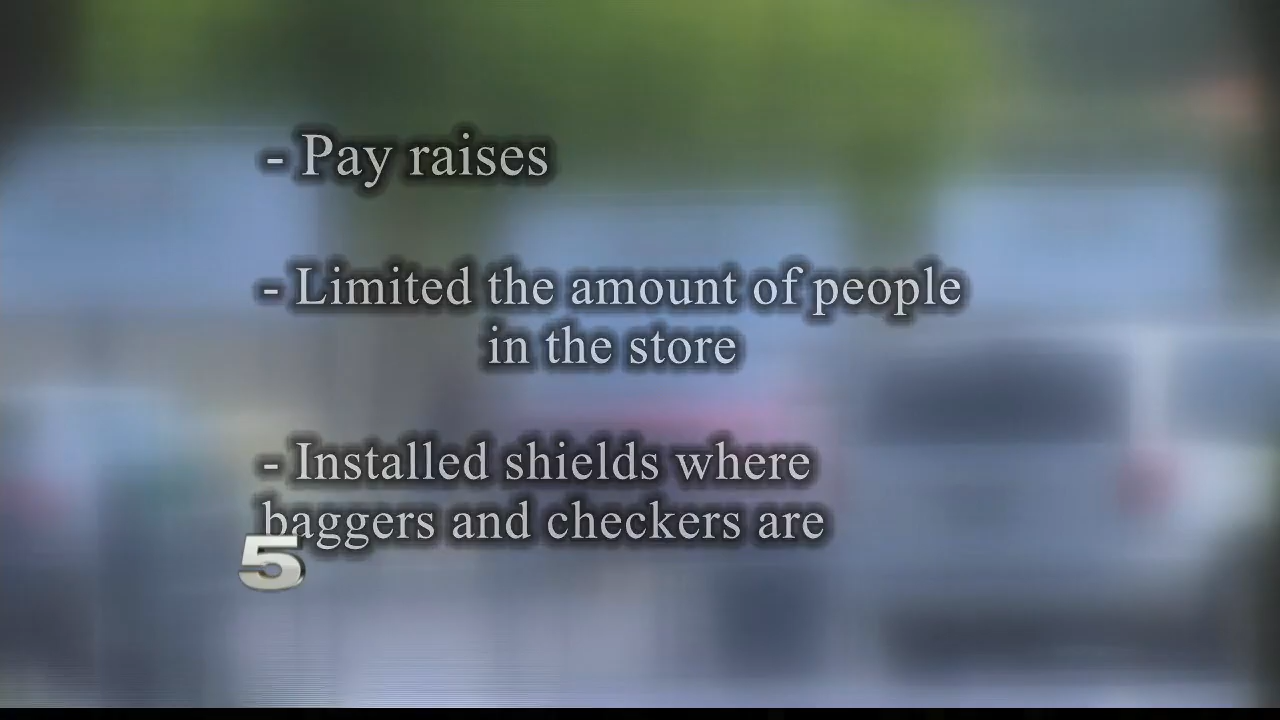 - Pay raises
- Limited the amount of people
in the store
- Installed shields where
baggers and checkers are
5